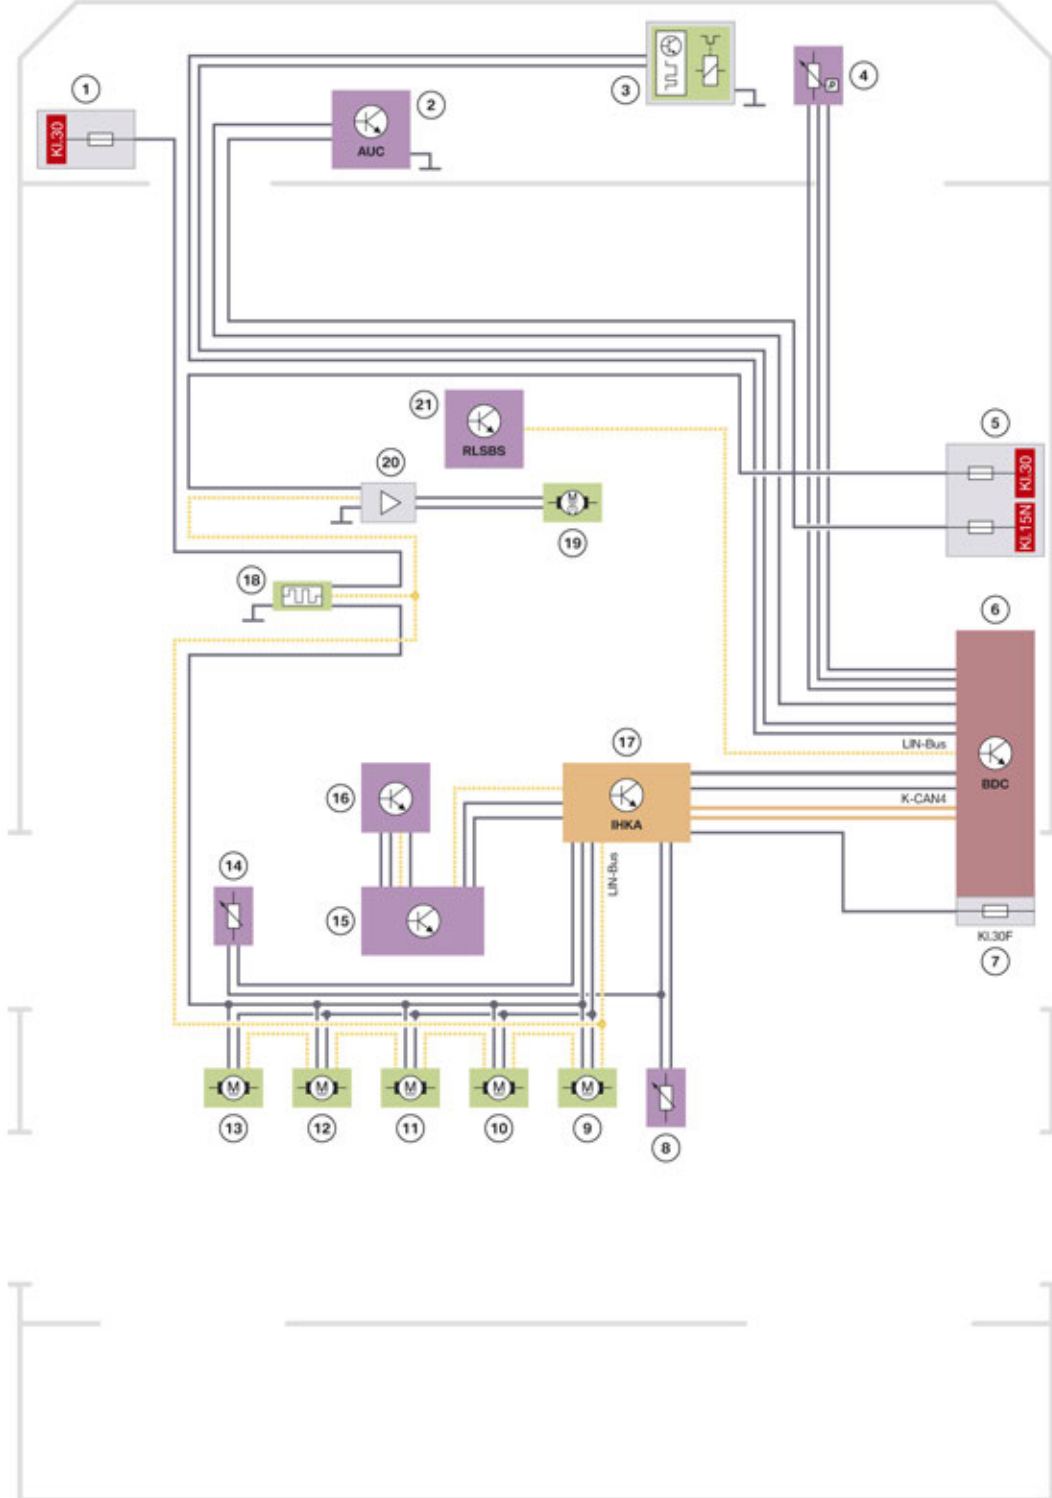 3
4
1
2
Kl.30
AUC
P
21
5
RLSBS
20
Kl.30
19
Kl.15N
18
6
17
LIN-Bus
16
IHKA
BDC
K-CAN4
14
LIN-Bus
15
Kl.30F
7
M
M
M
M
M
M
13
12
11
10
9
8